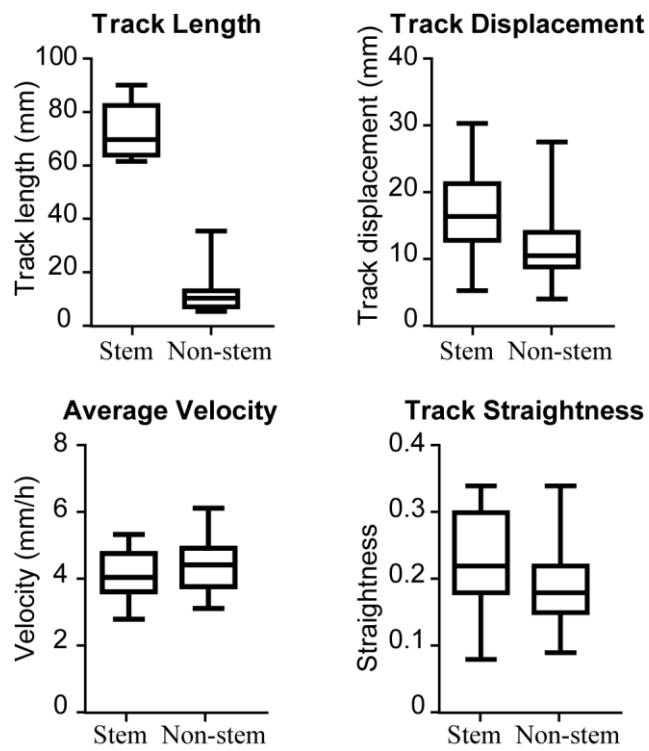 Track Length
Track length (mm)
100
80
60
40
20
0
Stem
Non-stem
Track Displacement
Track displacement (mm)
40
30
20
10
0
Stem
Non-stem
Average Velocity
Velocity (mm/h)
8
6
4
2
0
Stem
Non-stem
Track Straightness
Straightness
0.4
0.3
0.2
0.1
0
Stem
Non-stem